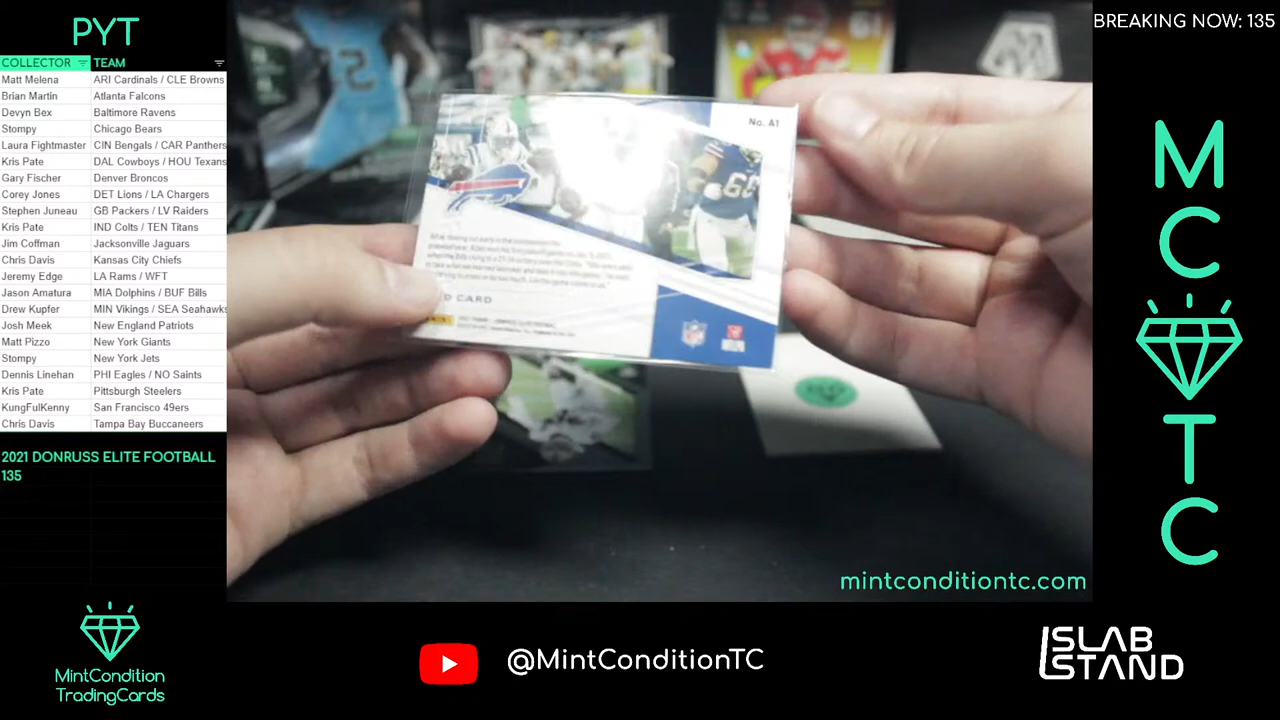 PYT
BREAKING NOW: 135
COLLECTOR TEAM
Matt Melena ARI Cardinals / CLE Browns
Brian Martin Atlanta Falcons
Devyn Bex Baltimore Ravens
Stompy Chicago Bears
Laura Fightmaster CIN Bengals / CAR Panthers
Kris Pate DAL Cowboys / HOU Texans
Gary Fischer Denver Broncos
Corey Jones DET Lions / LA Chargers
Stephen Juneau GB Packers / LV Raiders
Kris Pate IND Colts / TEN Titans
Jim Coffman Jacksonville Jaguars
Chris Davis Kansas City Chiefs
Jeremy Edge LA Rams / WFT
Jason Amatura MIA Dolphins / BUF Bills
Drew Kupfer MIN Vikings / SEA Seahawks
Josh Meek New England Patriots
Matt Pizzo New York Giants
Stompy New York Jets
Dennis Linehan PHI Eagles / NO Saints
Kris Pate Pittsburgh Steelers
KungFulKenny San Francisco 49ers
Chris Davis Tampa Bay Buccaneers
2021 DONRUSS ELITE FOOTBALL
135
No. A1
D CARD
M
C
T
C
mintconditiontc.com
MintCondition
TradingCards
@MintConditionTC
SLAB
STAND